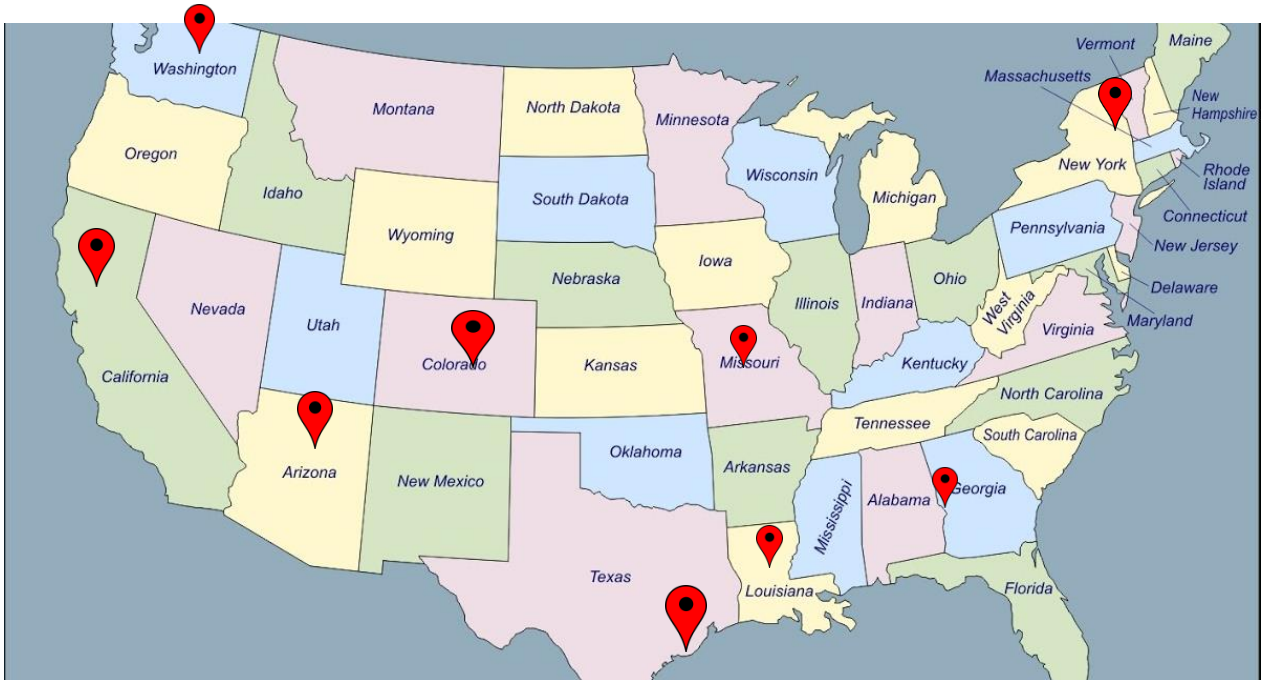 Maine
Vermont
Washington
Massachusetts
Montana
North Dakota
New
Hampshire
Minnesota
Oregon
New York
Wisconsin
Rhode
Island
Idaho
South Dakota
Michigan
Connecticut
Pennsylvania
Wyoming
New Jersey
Iowa
Nebraska
Ohio
Delaware
Nevada
Illinois
Indiana
West
Virginia
Maryland
Utah
Virginia
Colorado
Kansas
Missouri
Kentucky
California
North Carolina
Tennessee
South Carolina
Oklahoma
Arkansas
Arizona
New Mexico
Georgia
Alabama
Mississippi
Texas
Louisiana
Florida